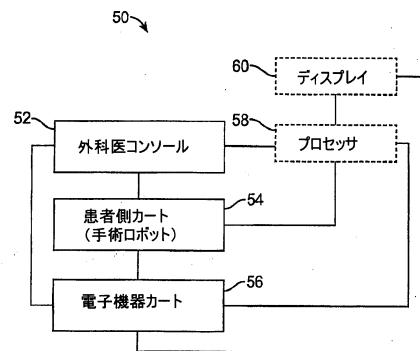 50
60
ディスプレイ
52
58
外科医コンソール
プロセッサ
54
患者側カート
(手術ロボット)
56
電子機器カート